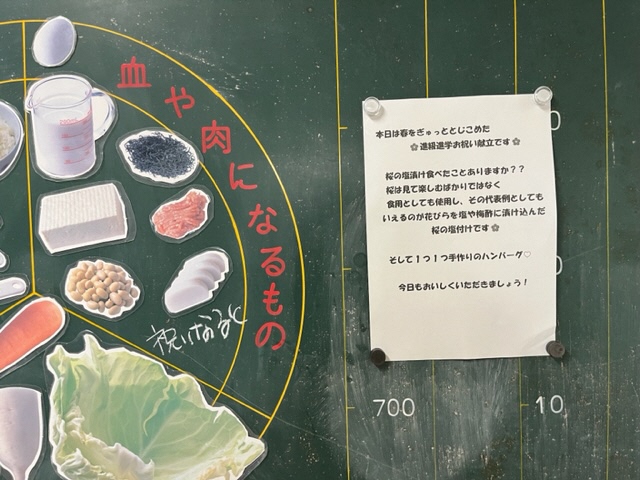 血や肉になるもの
祝いなると
本日は春をぎゅっととじこめた
🌸進級進学お祝い献立です🌸
桜の塩漬け食べたことありますか？？
桜は見て楽しむばかりではなく
食用としても使用し、その代表例としても
いえるのが花びらを塩や梅酢に漬け込んだ
桜の塩付けです🌸
そして１つ１つ手作りのハンバーグ♡
今日もおいしくいただきましょう！
0
0
700
10